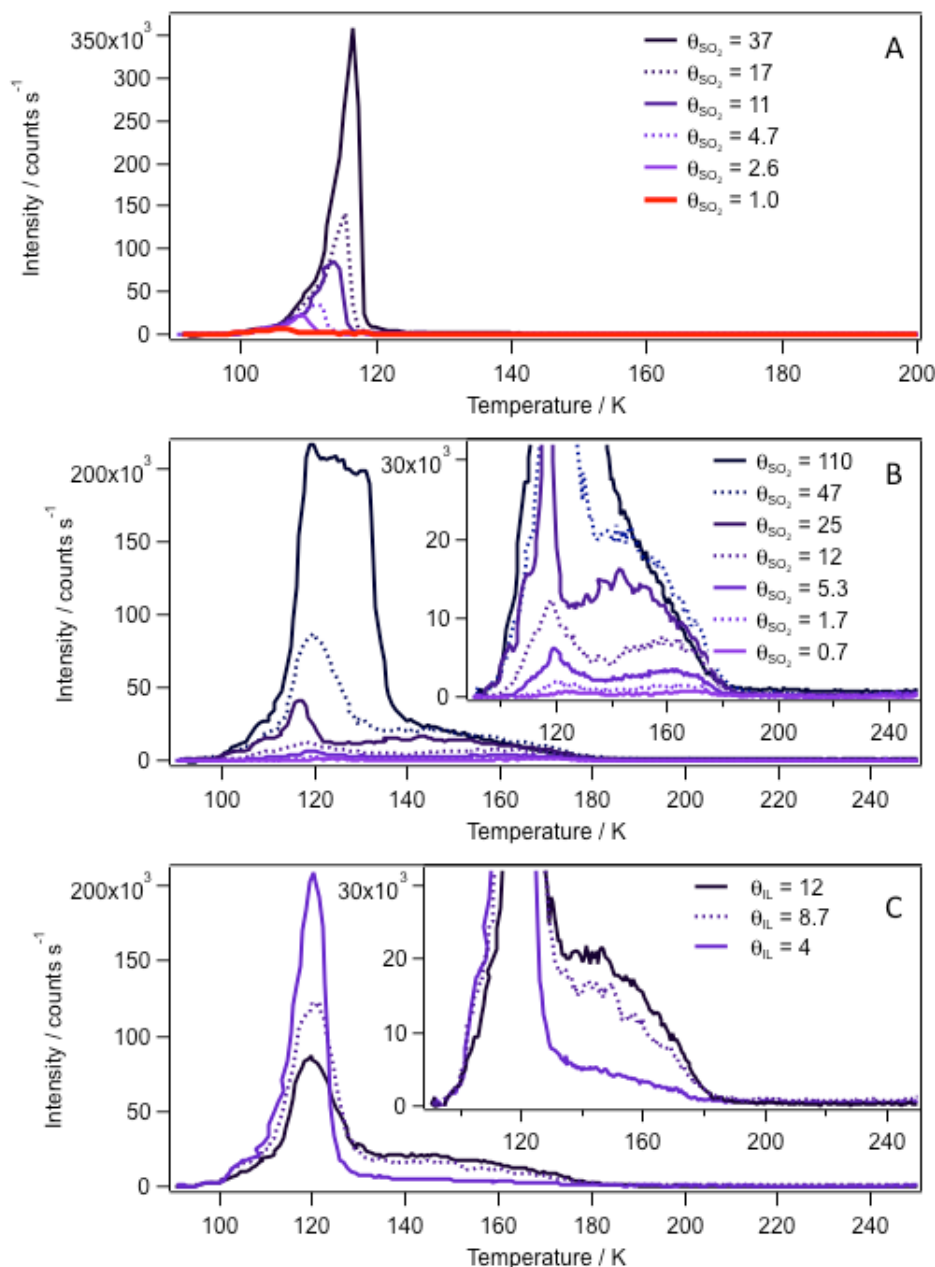 A
350x10³
300
250
200
150
100
50
0
Intensity / counts s⁻¹
θSO₂ = 37
θSO₂ = 17
θSO₂ = 11
θSO₂ = 4.7
θSO₂ = 2.6
θSO₂ = 1.0
100 120 140 160 180 200
Temperature / K
B
200x10³
150
100
50
0
Intensity / counts s⁻¹
30x10³
20
10
0
120 160 200 240
θSO₂ = 110
θSO₂ = 47
θSO₂ = 25
θSO₂ = 12
θSO₂ = 5.3
θSO₂ = 1.7
θSO₂ = 0.7
100 120 140 160 180 200 220 240
Temperature / K
C
200x10³
150
100
50
0
Intensity / counts s⁻¹
30x10³
20
10
0
120 160 200 240
θIL = 12
θIL = 8.7
θIL = 4
100 120 140 160 180 200 220 240
Temperature / K